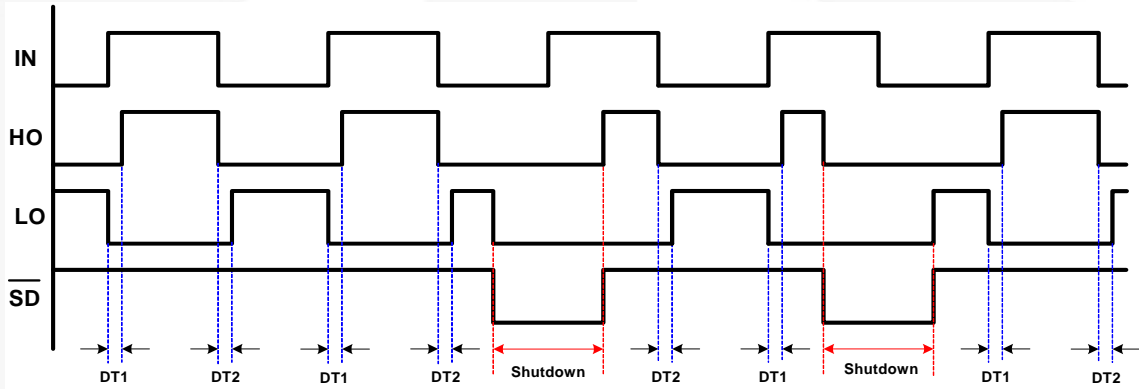 IN
HO
LO
SD
DT1 DT2 DT1 DT2 Shutdown DT2 DT1 Shutdown DT1 DT2